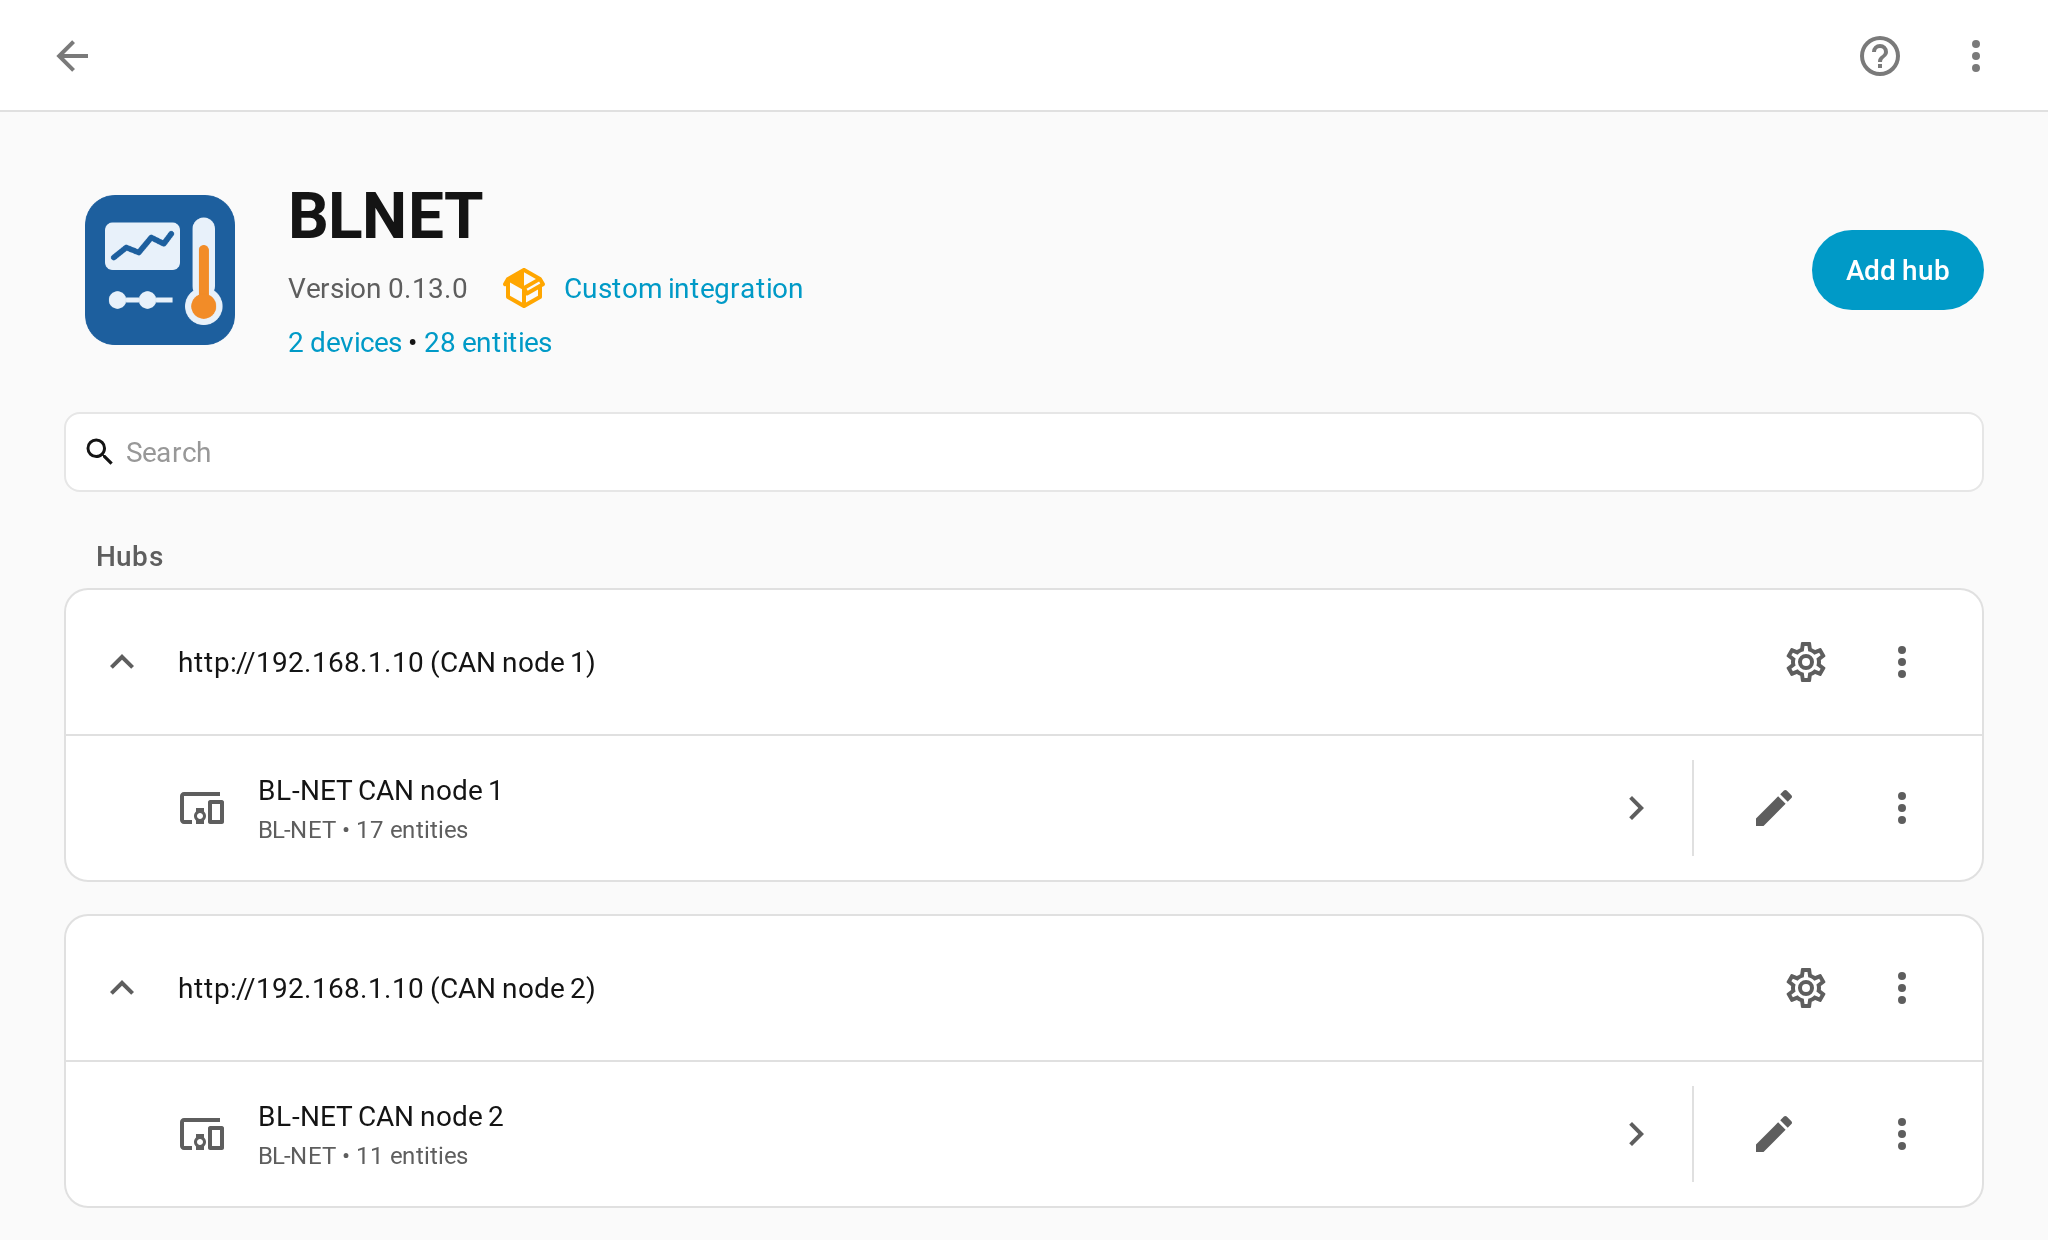 BLNET
Version 0.13.0 Custom integration
2 devices • 28 entities
Add hub
Search
Hubs
http://192.168.1.10 (CAN node 1)
BL-NET CAN node 1
BL-NET • 17 entities
http://192.168.1.10 (CAN node 2)
BL-NET CAN node 2
BL-NET • 11 entities